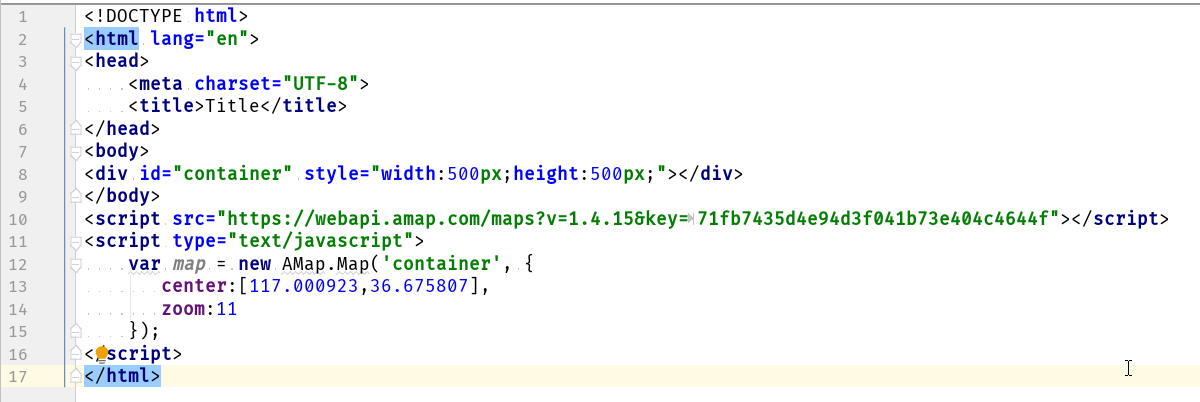 1 <!DOCTYPE html>
2 <html lang="en">
3 <head>
4     <meta charset="UTF-8">
5     <title>Title</title>
6 </head>
7 <body>
8 <div id="container" style="width:500px;height:500px;"></div>
9 </body>
10 <script src="https://webapi.amap.com/maps?v=1.4.15&key=	71fb7435d4e94d3f041b73e404c4644f"></script>
11 <script type="text/javascript">
12     var map = new AMap.Map('container', {
13        center:[117.000923,36.675807],
14        zoom:11
15     });
16 </script>
17 </html>